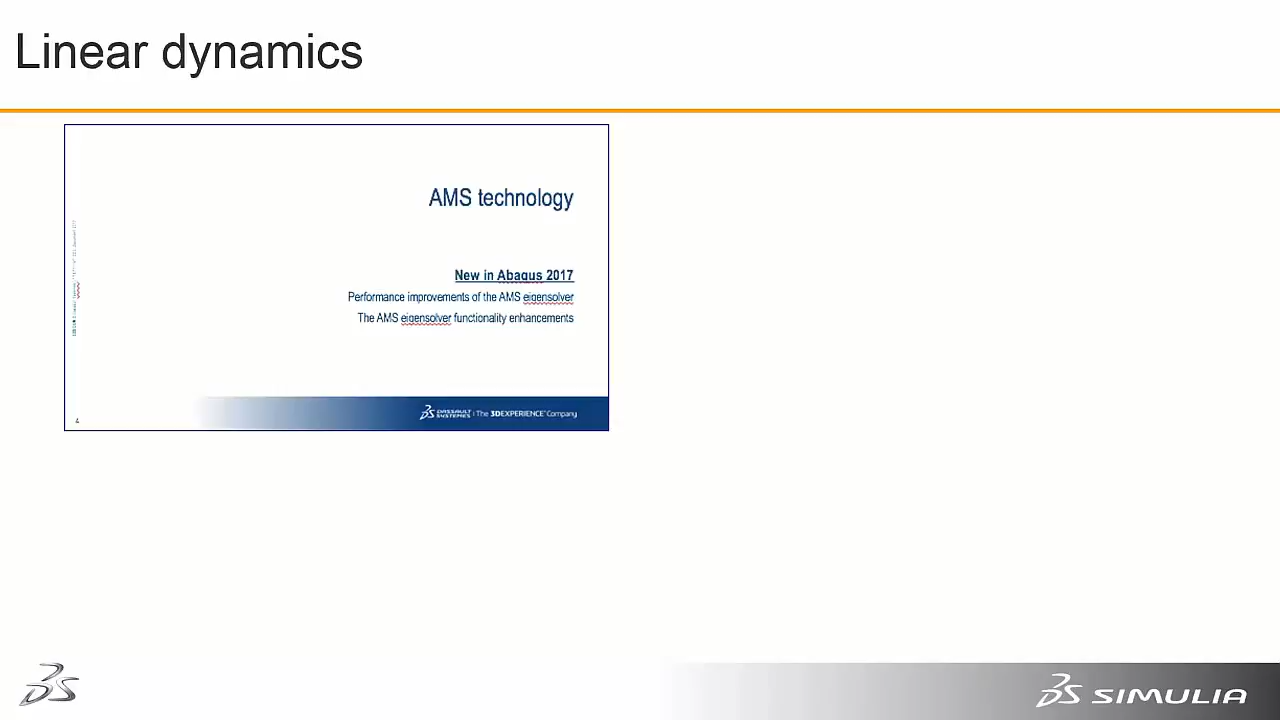 Linear dynamics
AMS technology
New in Abaqus 2017
Performance improvements of the AMS eigensolver
The AMS eigensolver functionality enhancements
4
DASSAULT SYSTEMES | The 3DEXPERIENCE Company
SIMULIA